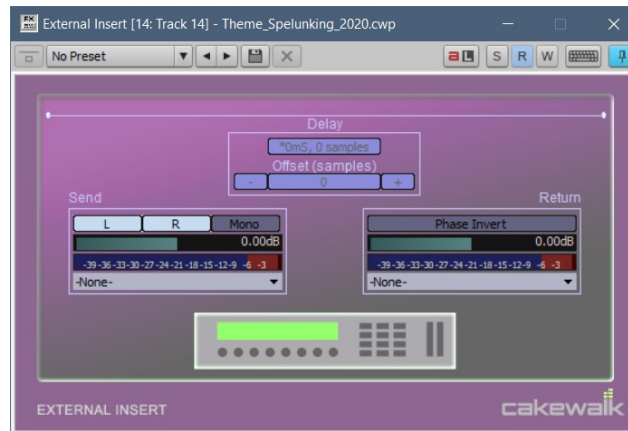 External Insert [14: Track 14] - Theme_Spelunking_2020.cwp
No Preset
a L S R W
Delay
*0mS, 0 samples
Offset (samples)
- 0 +
Send
Return
L R Mono
Phase Invert
0.00dB
0.00dB
-39-36-33-30-27-24-21-18-15-12-9 -6 -3
-39-36-33-30-27-24-21-18-15-12-9 -6 -3
-None-
-None-
EXTERNAL INSERT
cakewalk